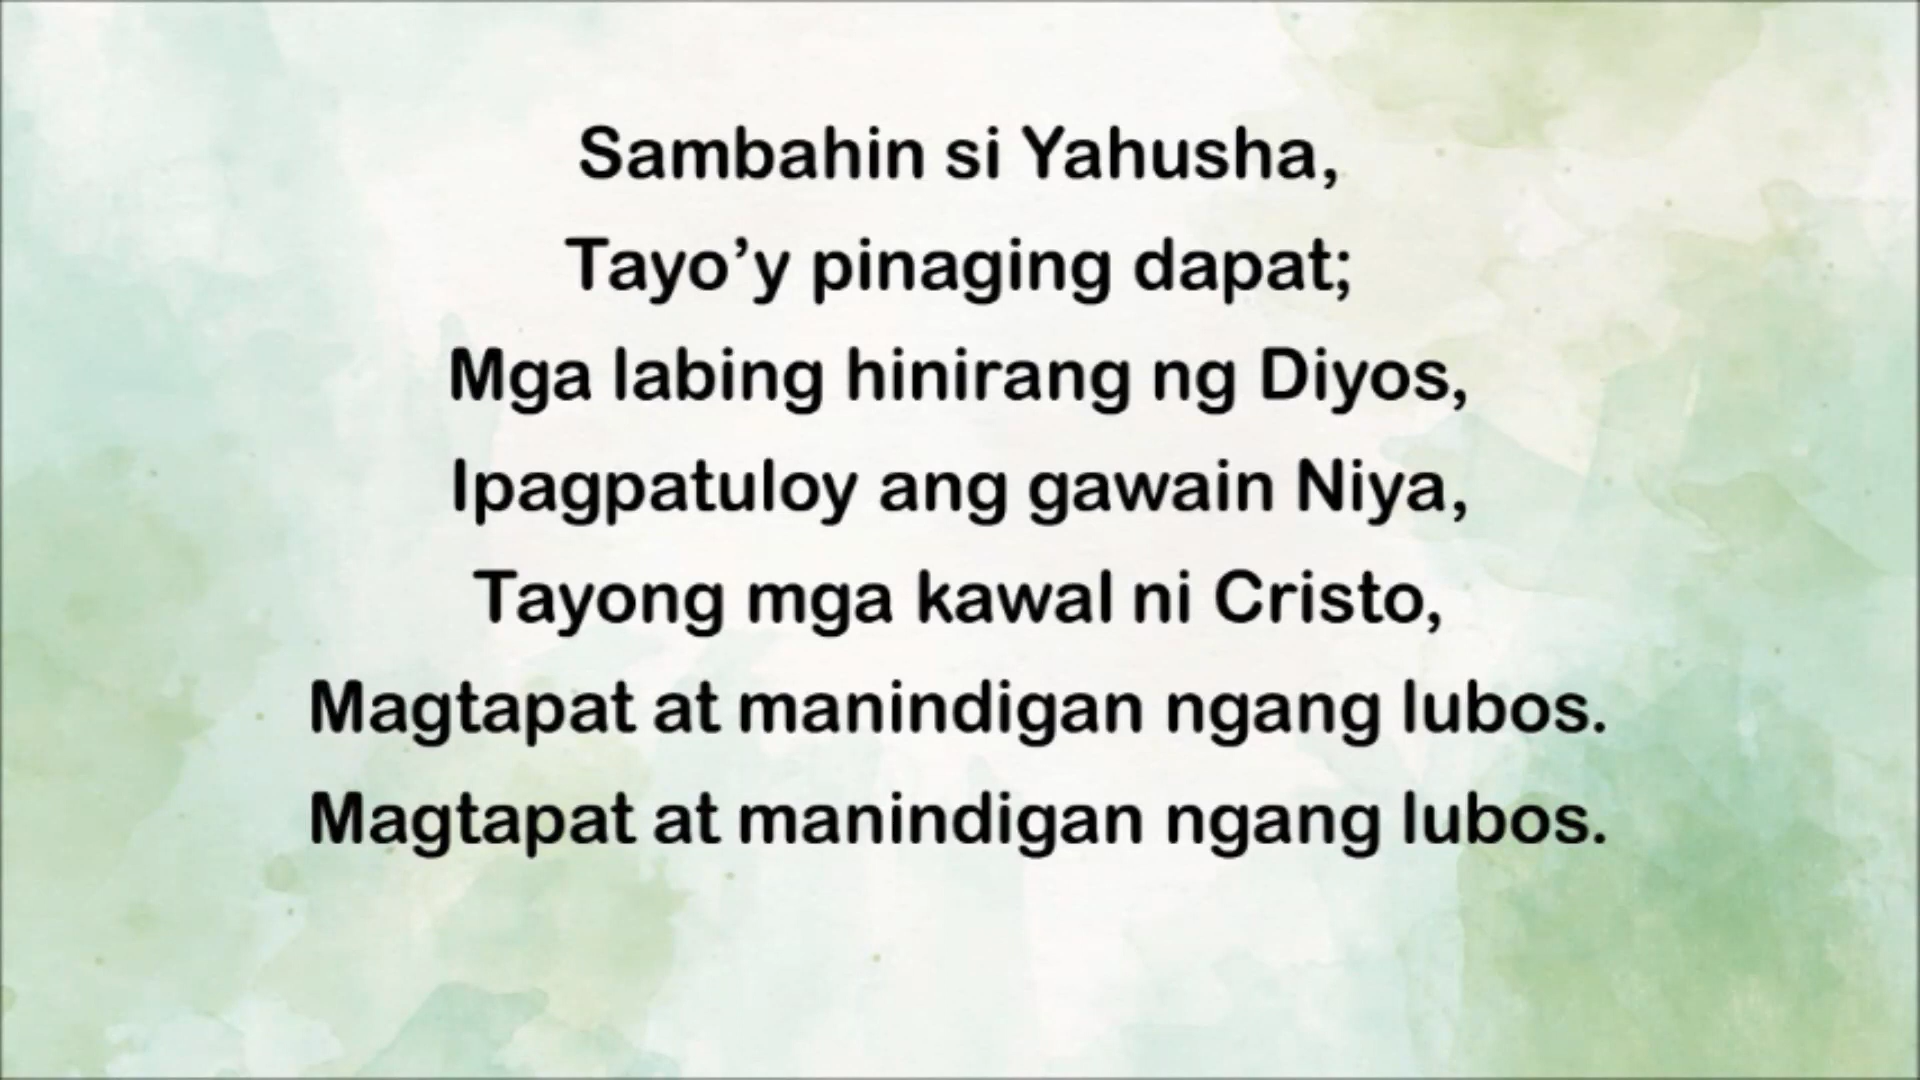 Sambahin si Yahusha,
Tayo’y pinaging dapat;
Mga labing hinirang ng Diyos,
Ipagpatuloy ang gawain Niya,
Tayong mga kawal ni Cristo,
Magtapat at manindigan ngang lubos.
Magtapat at manindigan ngang lubos.